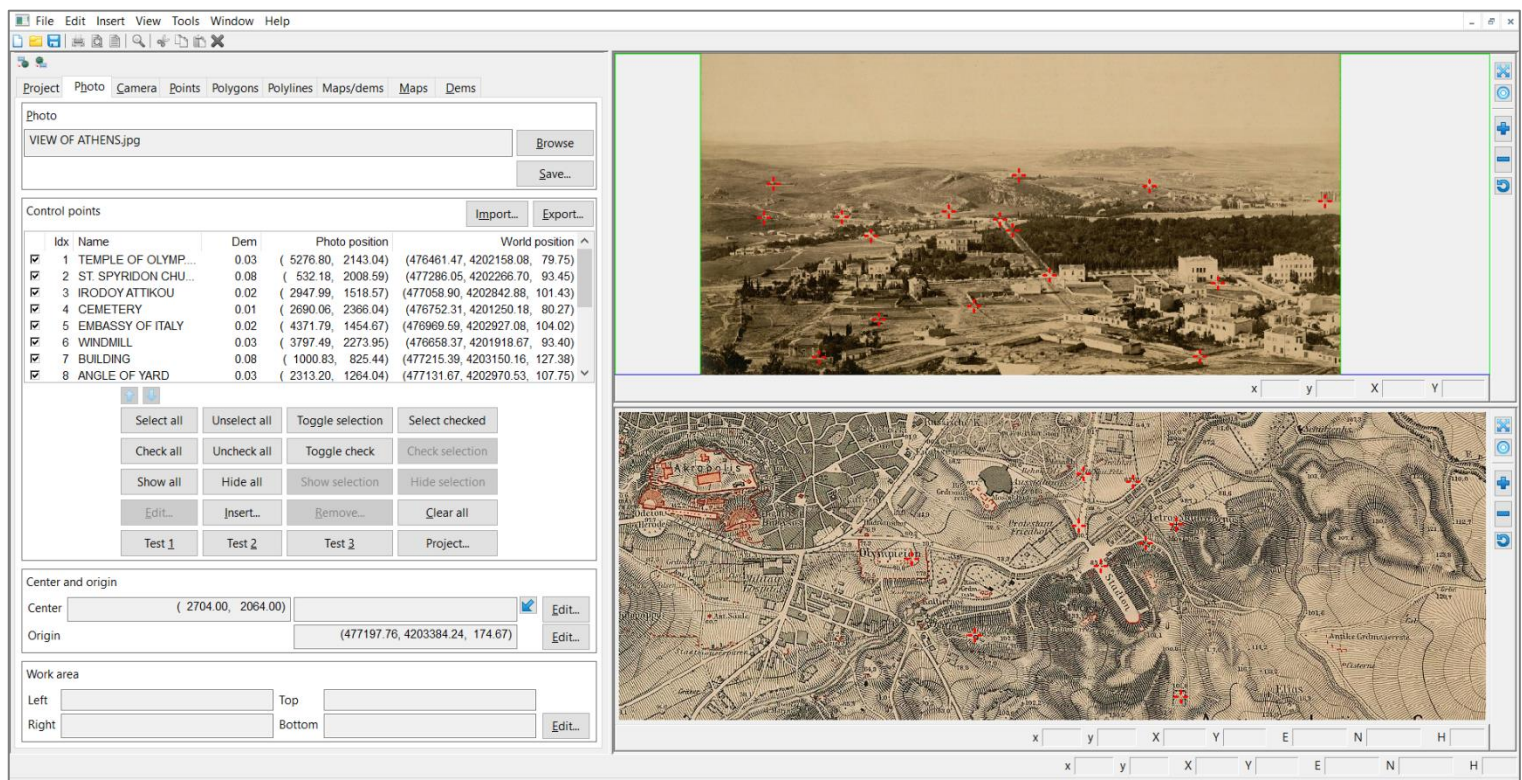 File Edit Insert View Tools Window Help
Project Photo Camera Points Polygons Polylines Maps/dems Maps Dems
Photo
VIEW OF ATHENS.jpg Browse
Save...
Control points Import... Export...
Idx Name Dem Photo position World position
1 TEMPLE OF OLYMP.... 0.03 ( 5276.80, 2143.04) (476461.47, 4202158.08, 79.75)
2 ST. SPYRIDON CHU... 0.08 ( 532.18, 2008.59) (477286.05, 4202266.70, 93.45)
3 IRODOY ATTIKOU 0.02 ( 2947.99, 1518.57) (477058.90, 4202842.88, 101.43)
4 CEMETERY 0.01 ( 2690.06, 2366.04) (476752.31, 4201250.18, 80.27)
5 EMBASSY OF ITALY 0.02 ( 4371.79, 1454.67) (476969.59, 4202927.08, 104.02)
6 WINDMILL 0.03 ( 3797.49, 2273.95) (476658.37, 4201918.67, 93.40)
7 BUILDING 0.08 ( 1000.83, 825.44) (477215.39, 4203150.16, 127.38)
8 ANGLE OF YARD 0.03 ( 2313.20, 1264.04) (477131.67, 4202970.53, 107.75)
Select all Unselect all Toggle selection Select checked
Check all Uncheck all Toggle check Check selection
Show all Hide all Show selection Hide selection
Edit... Insert... Remove... Clear all
Test 1 Test 2 Test 3 Project...
Center and origin
Center ( 2704.00, 2064.00) Edit...
Origin (477197.76, 4203384.24, 174.67) Edit...
Work area
Left Top
Right Bottom Edit...
x y X Y
Akropolis
Olympieion
Protestant
Friedhof
Stadion
Elias
Antike Grdmauerreste
x y X Y E N H
x y X Y E N H